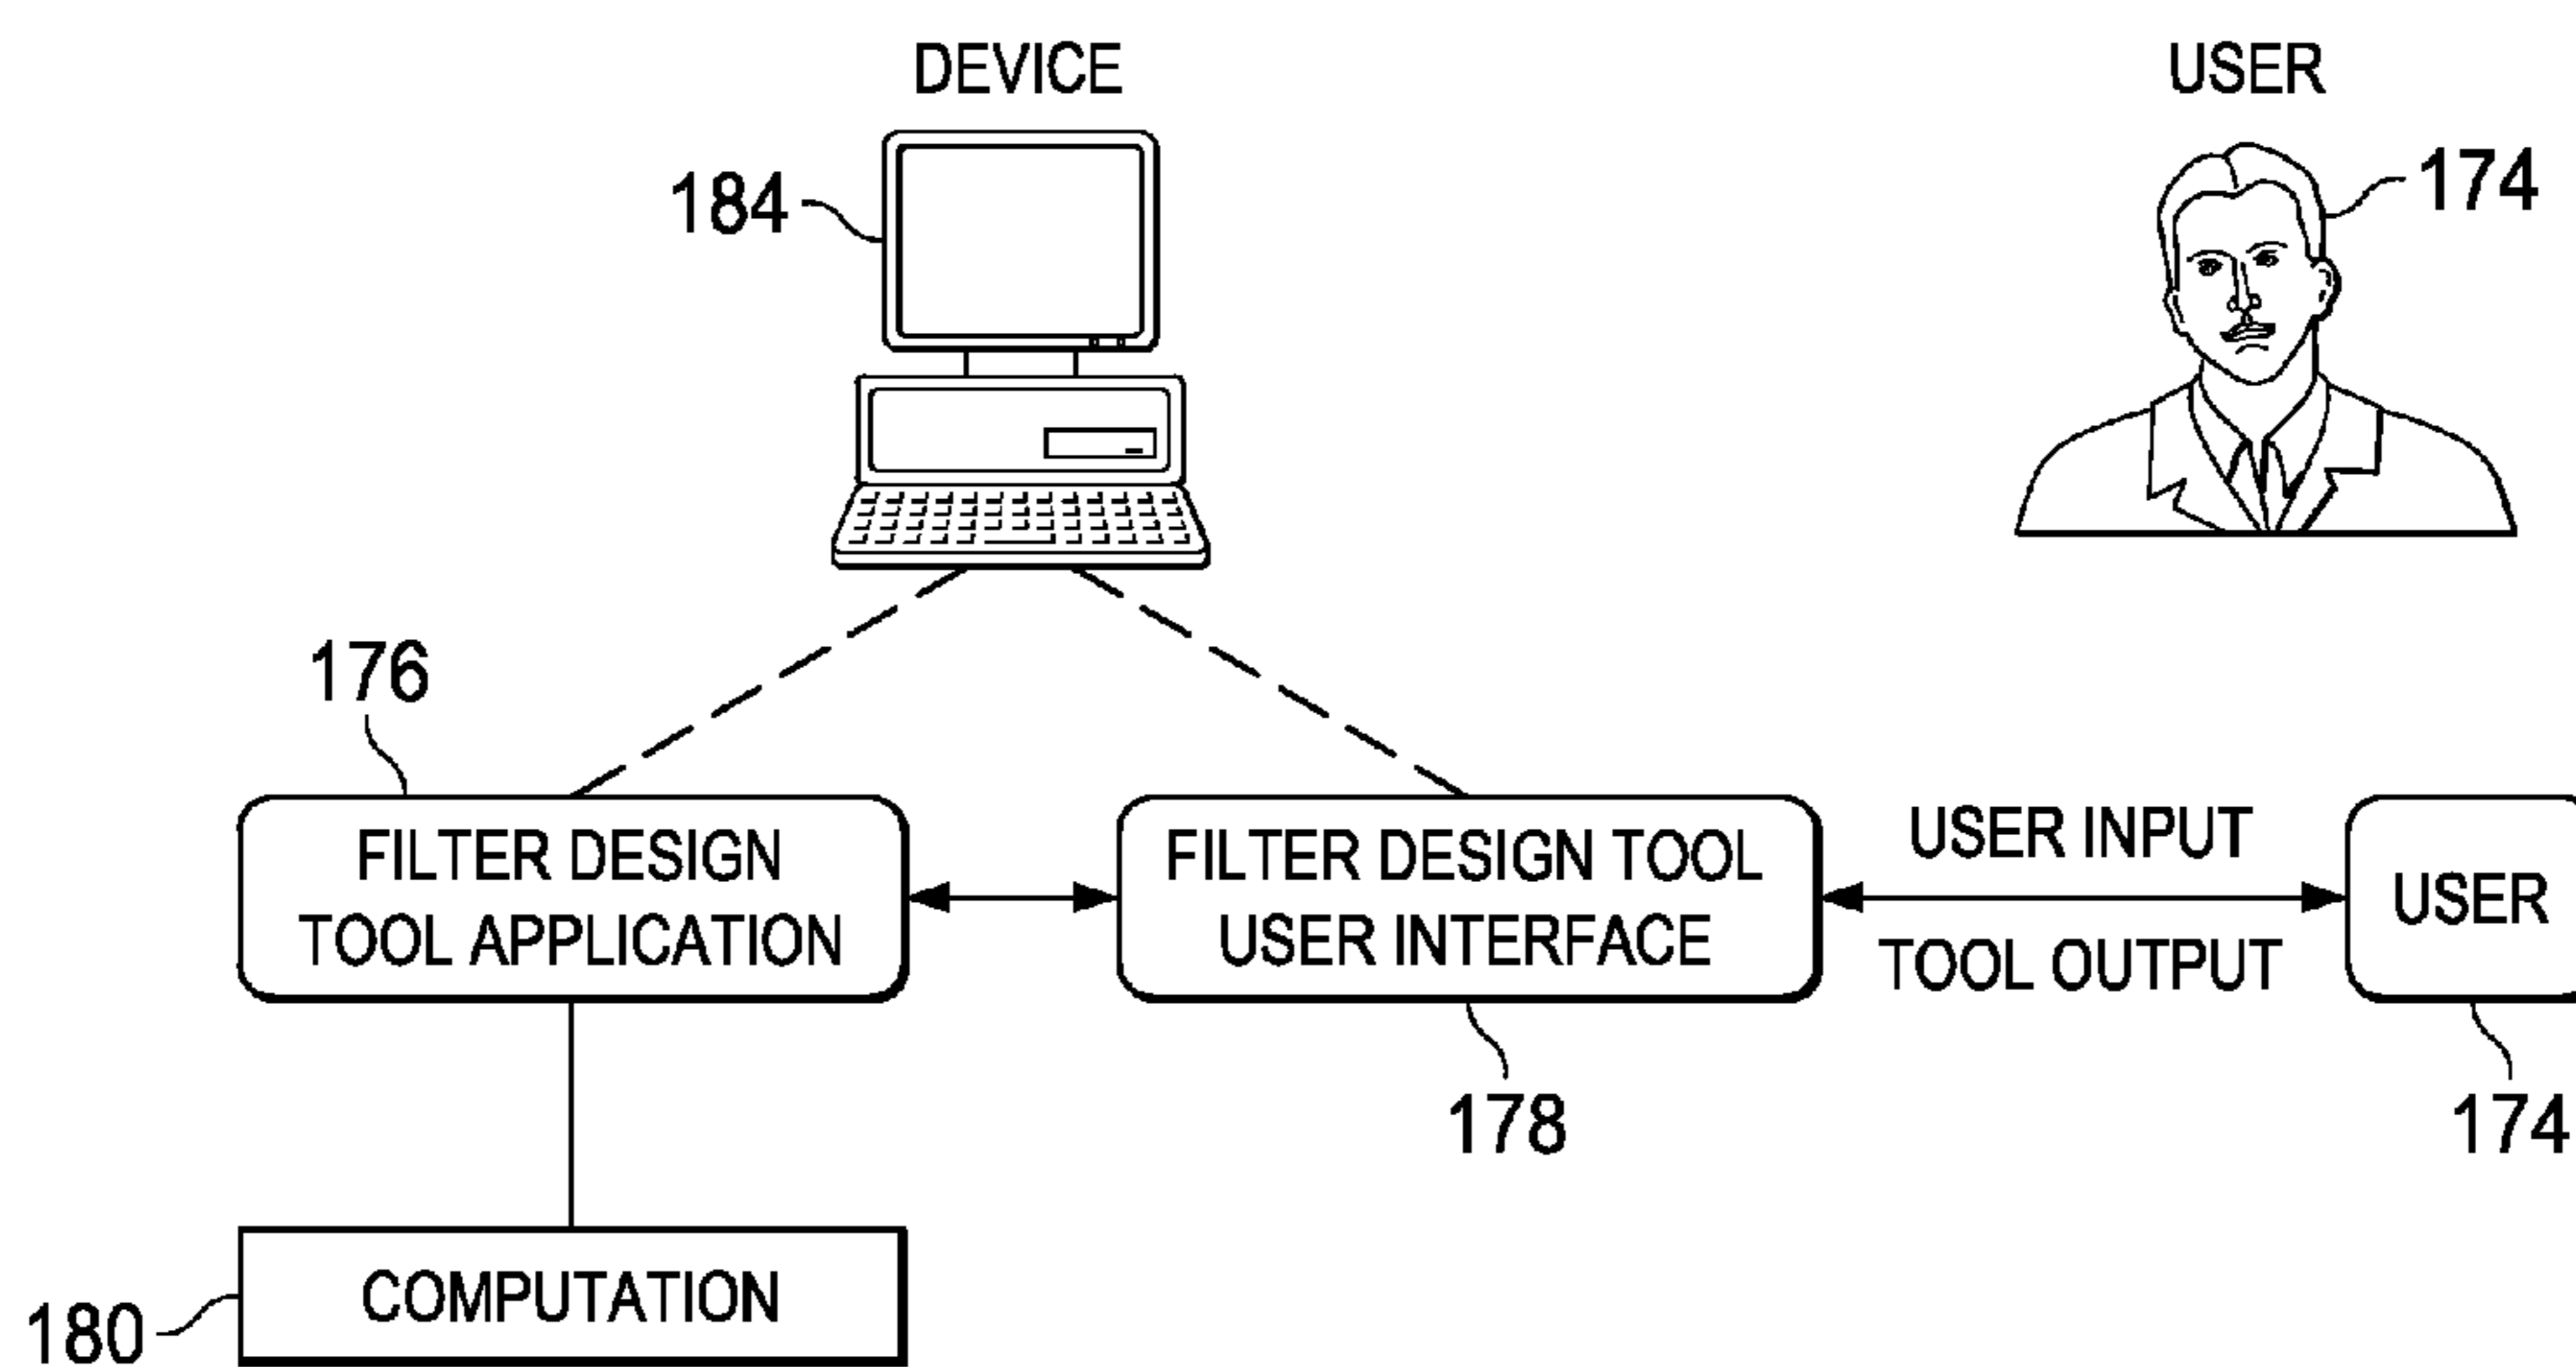 DEVICE
USER
184
174
176
FILTER DESIGN
TOOL APPLICATION
FILTER DESIGN TOOL
USER INTERFACE
USER INPUT
TOOL OUTPUT
USER
178
174
COMPUTATION
180